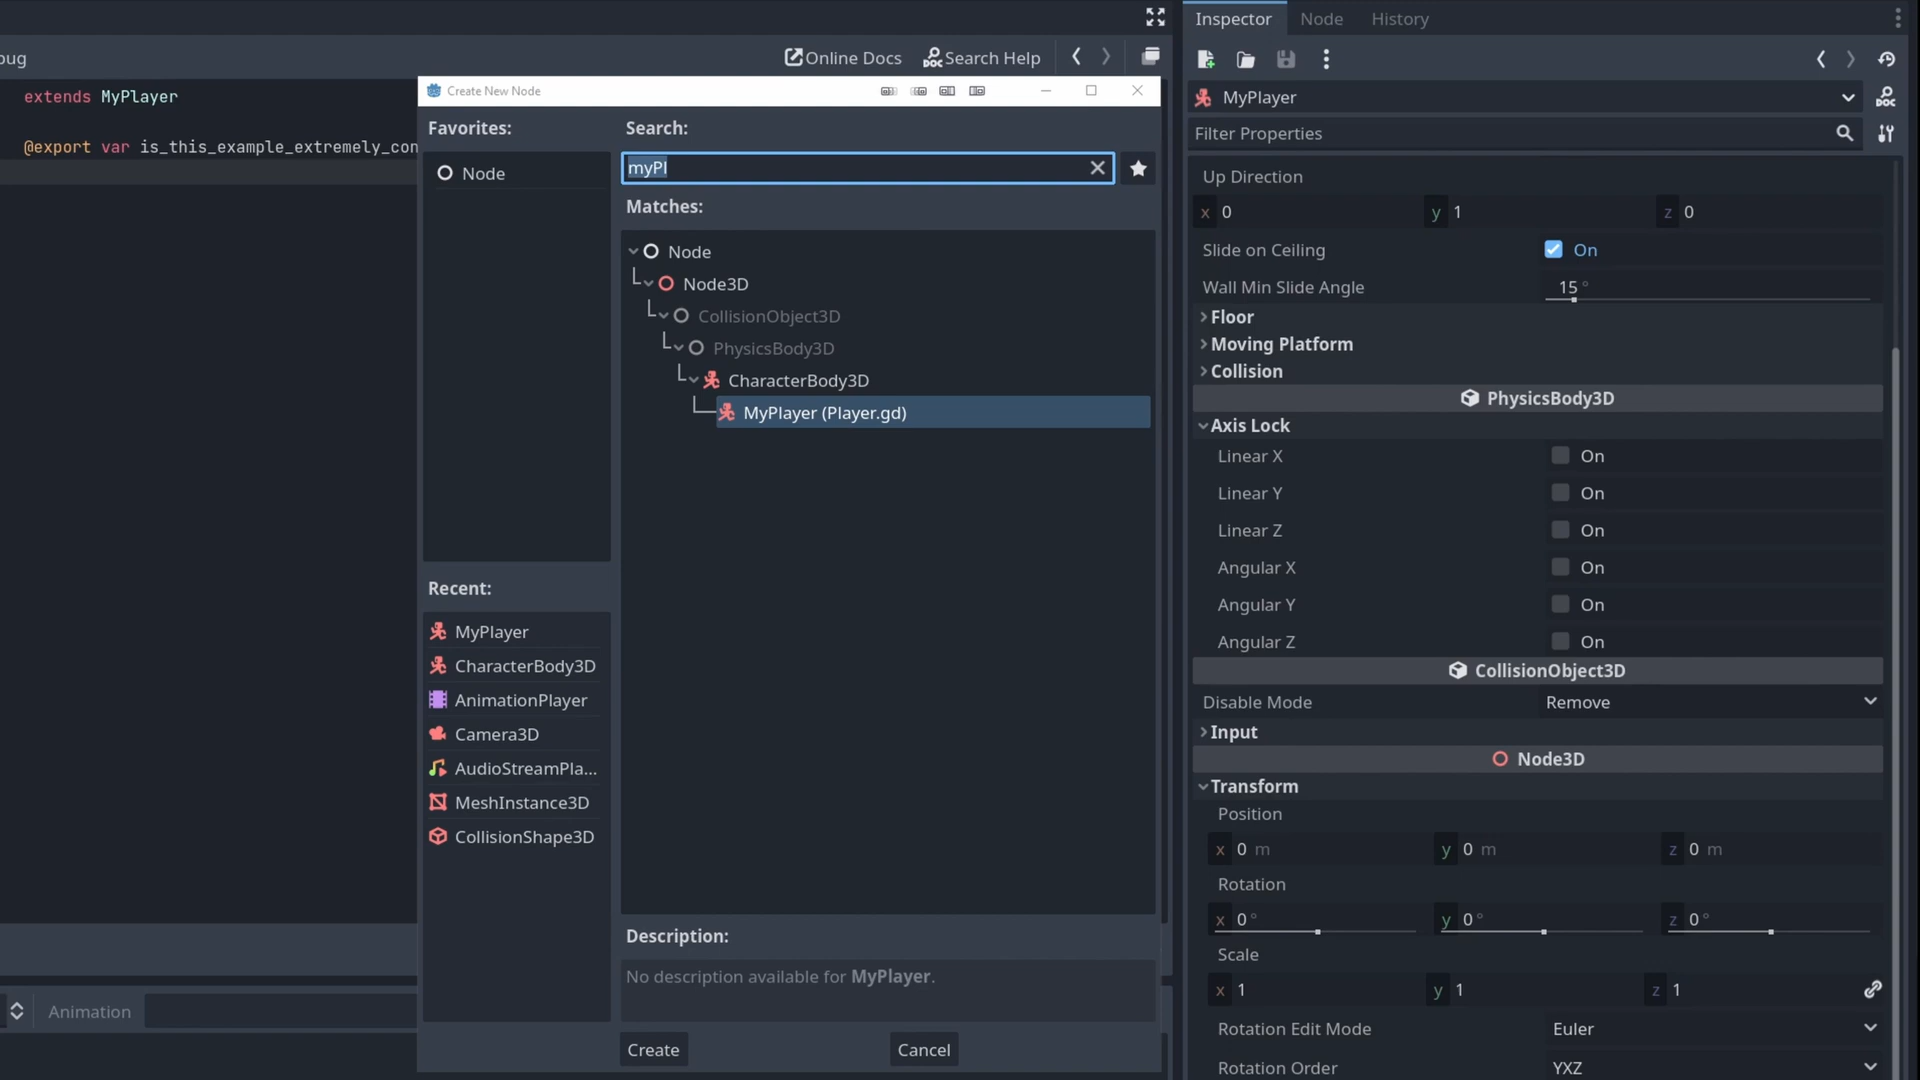 Inspector
Node
History
bug
Online Docs
Search Help
extends MyPlayer
@export var is_this_example_extremely_con
Create New Node
Favorites:
Node
Search:
myPl
Matches:
Node
Node3D
CollisionObject3D
PhysicsBody3D
CharacterBody3D
MyPlayer (Player.gd)
Recent:
MyPlayer
CharacterBody3D
AnimationPlayer
Camera3D
AudioStreamPla...
MeshInstance3D
CollisionShape3D
Description:
No description available for MyPlayer.
Create
Cancel
Animation
MyPlayer
DOC
Filter Properties
Up Direction
x 0 y 1 z 0
Slide on Ceiling On
Wall Min Slide Angle 15 °
Floor
Moving Platform
Collision
PhysicsBody3D
Axis Lock
Linear X On
Linear Y On
Linear Z On
Angular X On
Angular Y On
Angular Z On
CollisionObject3D
Disable Mode Remove
Input
Node3D
Transform
Position
x 0 m y 0 m z 0 m
Rotation
x 0 ° y 0 ° z 0 °
Scale
x 1 y 1 z 1
Rotation Edit Mode Euler
Rotation Order YXZ